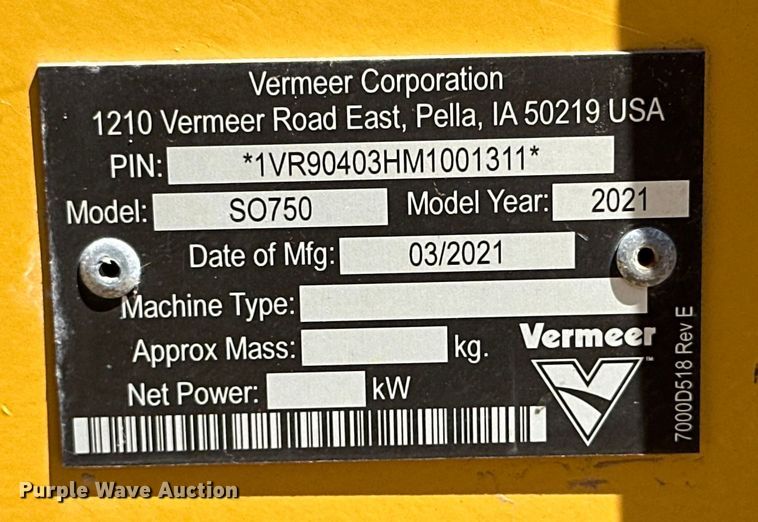 Vermeer Corporation
1210 Vermeer Road East, Pella, IA 50219 USA
PIN: *1VR90403HM1001311*
Model: SO750 Model Year: 2021
Date of Mfg: 03/2021
Machine Type:
Approx Mass: kg.
Net Power: kW
Vermeer
™
7000D518 Rev E
Purple Wave Auction